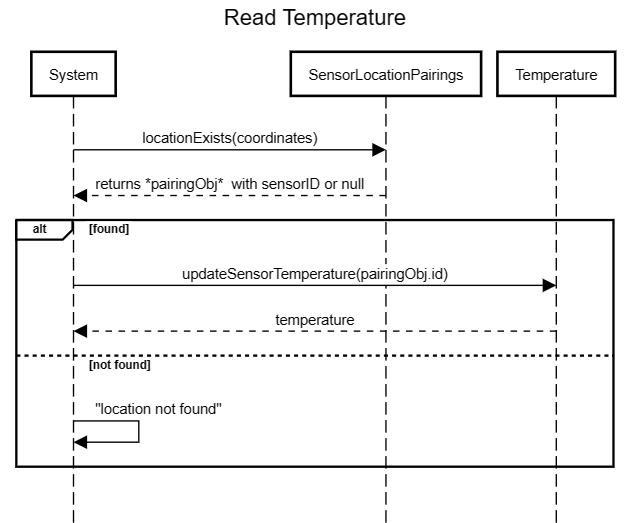 Read Temperature
System
SensorLocationPairings
Temperature
locationExists(coordinates)
returns *pairingObj*  with sensorID or null
alt
[found]
updateSensorTemperature(pairingObj.id)
temperature
[not found]
"location not found"